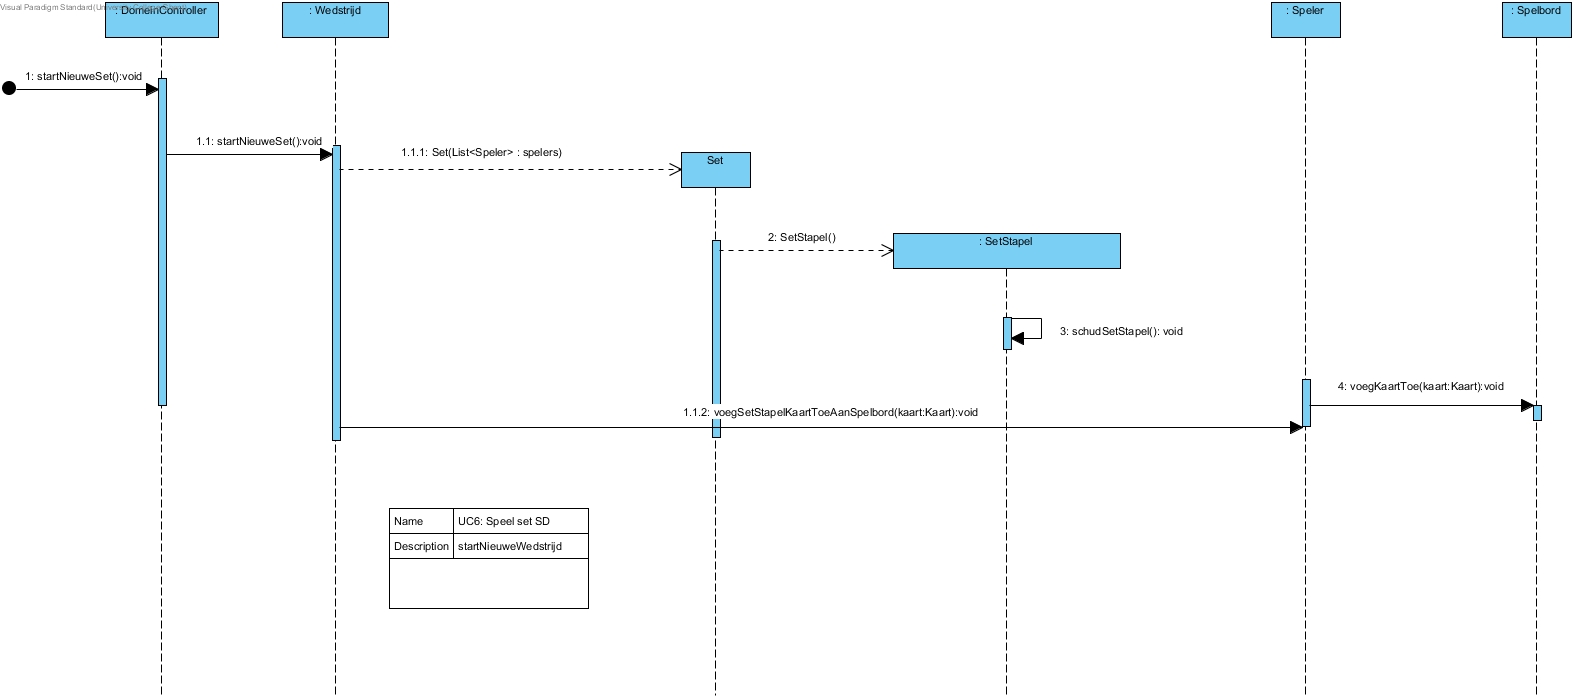 Visual Paradigm Standard(Univers
: DomeinController
: Wedstrijd
: Speler
: Spelbord
1: startNieuweSet():void
1.1: startNieuweSet():void
1.1.1: Set(List<Speler> : spelers)
Set
2: SetStapel()
: SetStapel
3: schudSetStapel(): void
4: voegKaartToe(kaart:Kaart):void
1.1.2: voegSetStapelKaartToeAanSpelbord(kaart:Kaart):void
Name UC6: Speel set SD
Description startNieuweWedstrijd